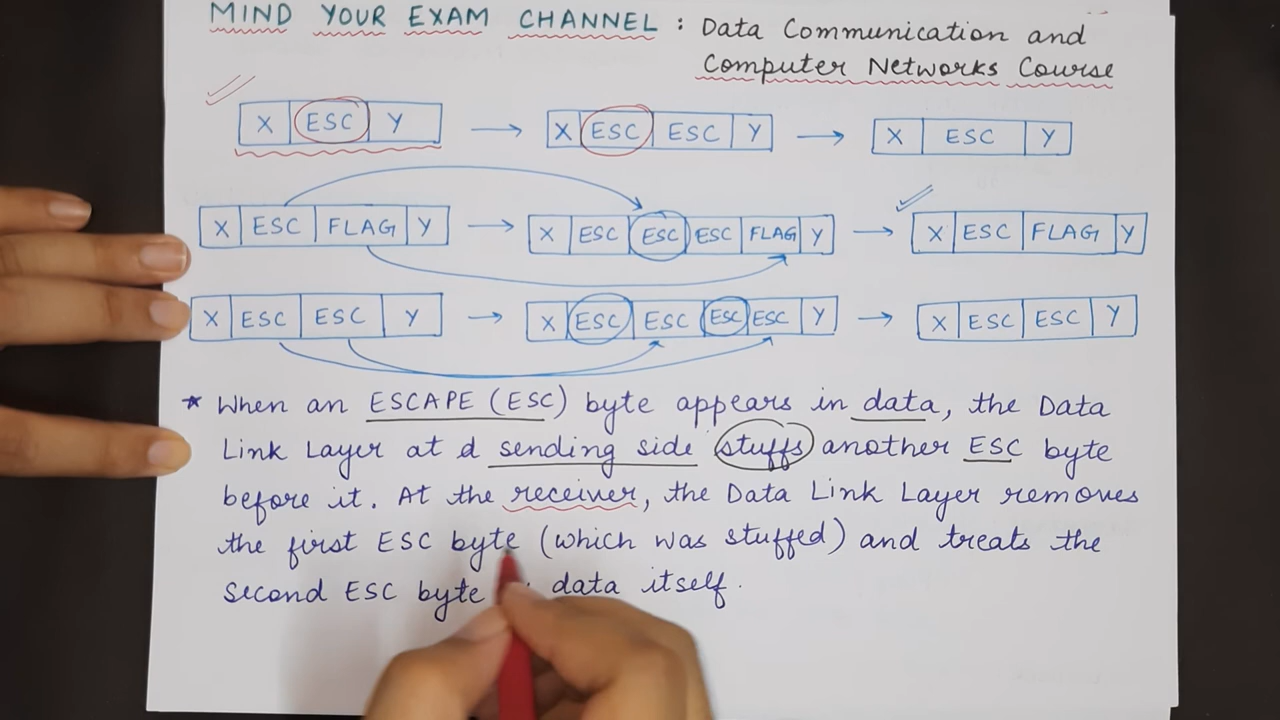 MIND YOUR EXAM CHANNEL : Data Communication and
Computer Networks Course
X ESC Y → X ESC ESC Y → X ESC Y
X ESC FLAG Y → X ESC ESC ESC FLAG Y → X ESC FLAG Y
X ESC ESC Y → X ESC ESC ESC ESC Y → X ESC ESC Y
* When an ESCAPE (ESC) byte appears in data, the Data
Link Layer at d sending side stuffs another ESC byte
before it. At the receiver, the Data Link Layer removes
the first ESC byte (which was stuffed) and treats the
second ESC byte data itself.